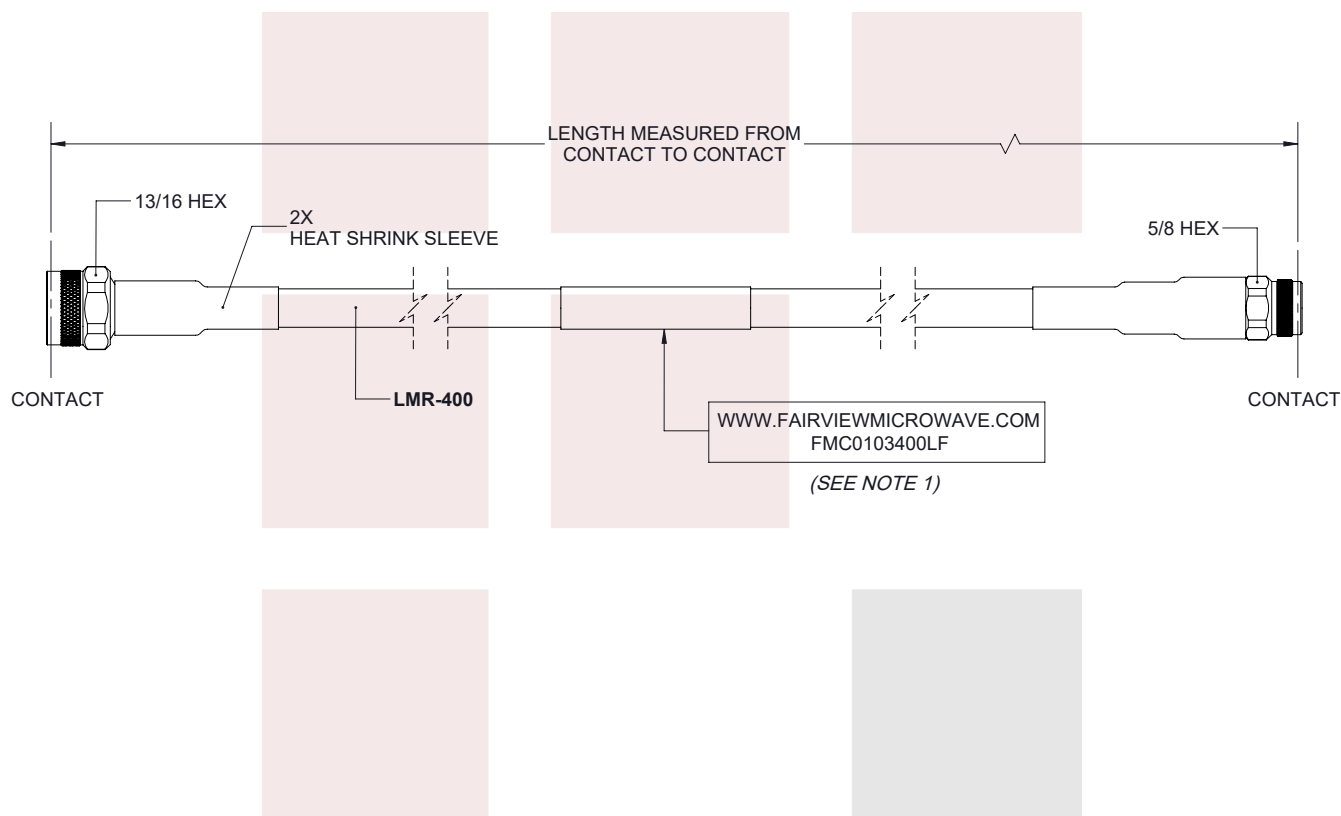 LENGTH MEASURED FROM
CONTACT TO CONTACT
13/16 HEX
2X
HEAT SHRINK SLEEVE
5/8 HEX
CONTACT
LMR-400
CONTACT
WWW.FAIRVIEWMICROWAVE.COM
FMC0103400LF
(SEE NOTE 1)